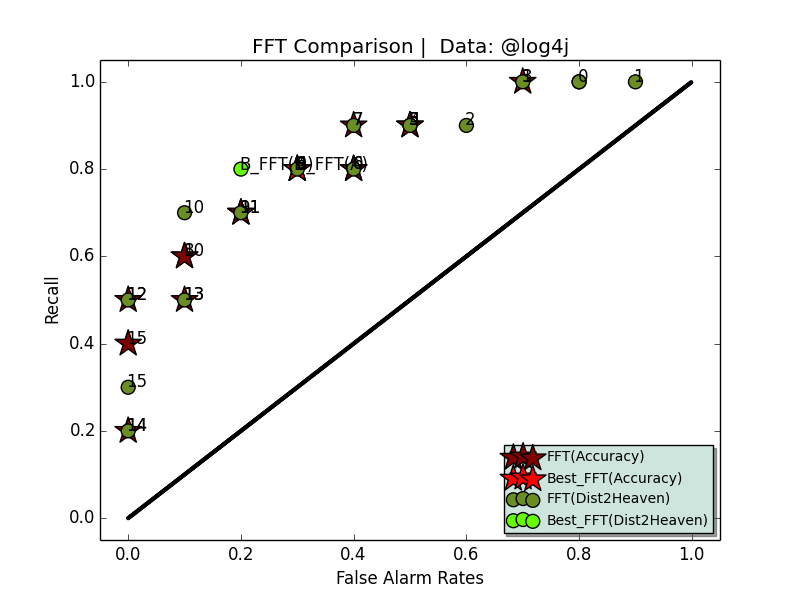 FFT Comparison | Data: @log4j
1.0
0
1
7
2
0.8
B_FFT(
_FFT(
10
0.6
12
13
0.4
15
15
0.2
14
0.0
FFT(Accuracy)
Best_FFT(Accuracy)
FFT(Dist2Heaven)
Best_FFT(Dist2Heaven)
0.0 0.2 0.4 0.6 0.8 1.0
False Alarm Rates
Recall